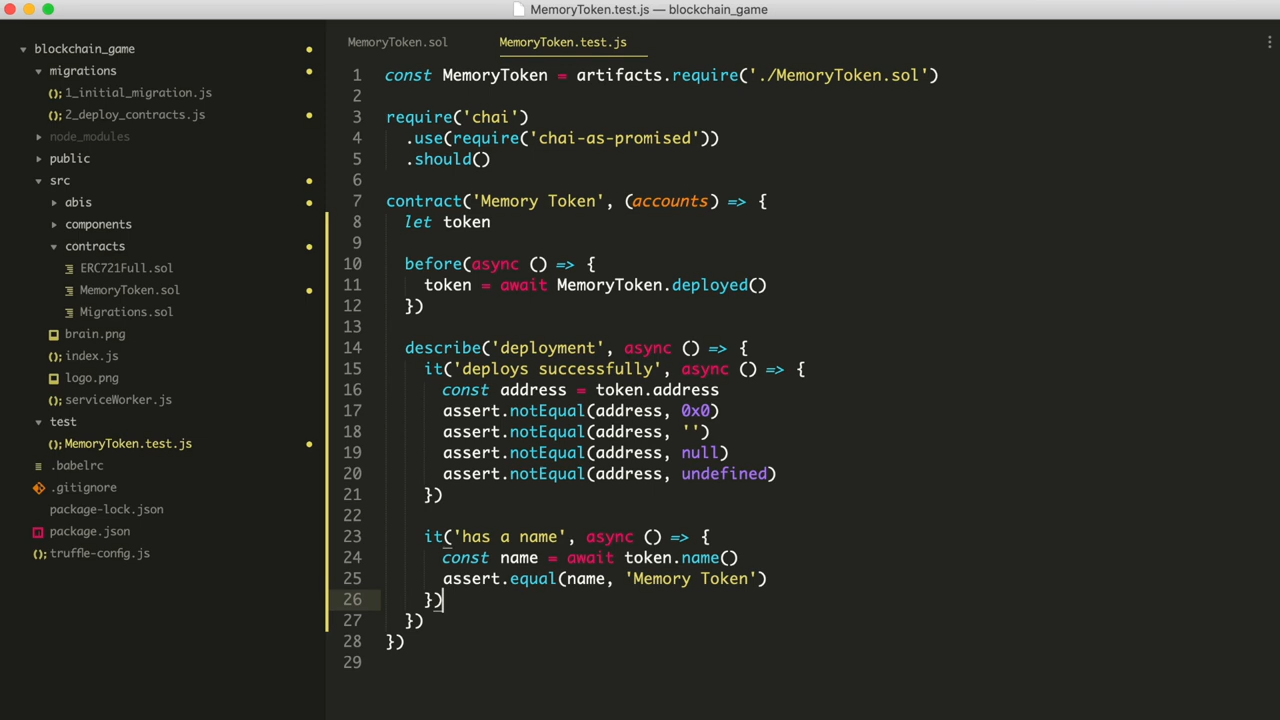 MemoryToken.test.js — blockchain_game
blockchain_game
migrations
1_initial_migration.js
2_deploy_contracts.js
node_modules
public
src
abis
components
contracts
ERC721Full.sol
MemoryToken.sol
Migrations.sol
brain.png
index.js
logo.png
serviceWorker.js
test
MemoryToken.test.js
.babelrc
.gitignore
package-lock.json
package.json
truffle-config.js
MemoryToken.sol MemoryToken.test.js
1 const MemoryToken = artifacts.require('./MemoryToken.sol')
2
3 require('chai')
4 .use(require('chai-as-promised'))
5 .should()
6
7 contract('Memory Token', (accounts) => {
8 let token
9
10 before(async () => {
11 token = await MemoryToken.deployed()
12 })
13
14 describe('deployment', async () => {
15 it('deploys successfully', async () => {
16 const address = token.address
17 assert.notEqual(address, 0x0)
18 assert.notEqual(address, '')
19 assert.notEqual(address, null)
20 assert.notEqual(address, undefined)
21 })
22
23 it('has a name', async () => {
24 const name = await token.name()
25 assert.equal(name, 'Memory Token')
26 })
27 })
28 })
29